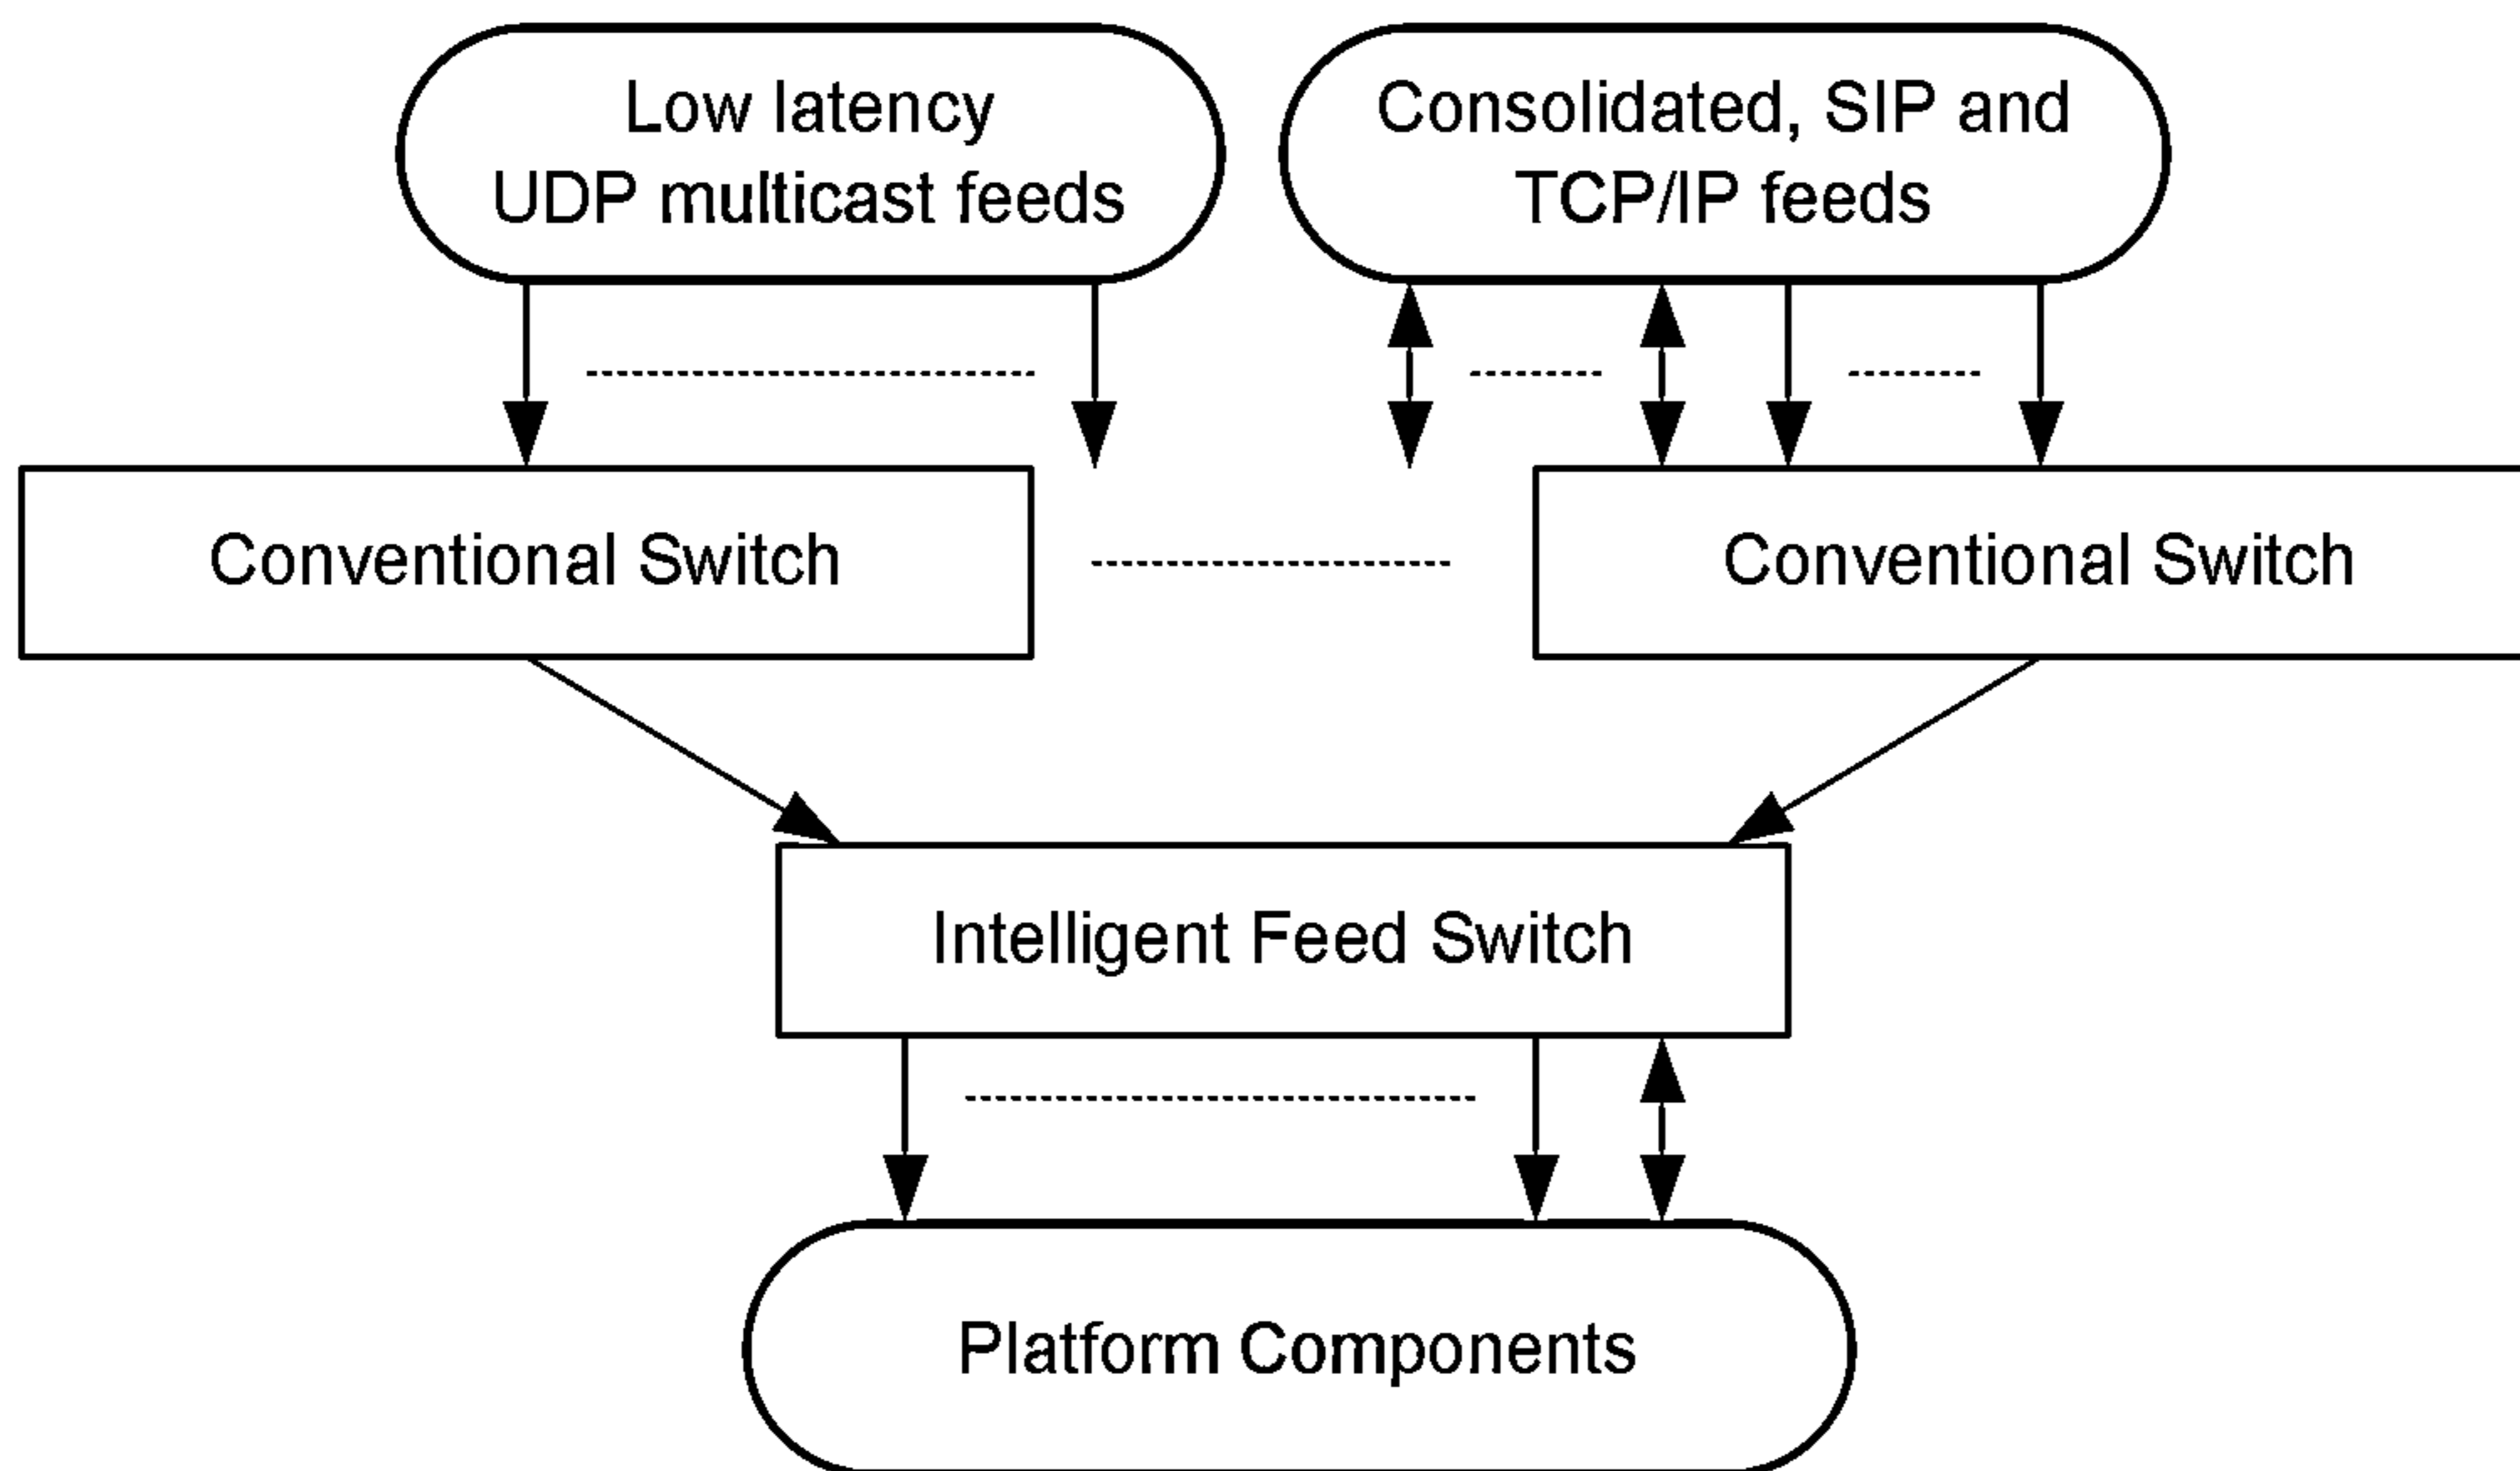 Low latency
UDP multicast feeds
Consolidated, SIP and
TCP/IP feeds
Conventional Switch
Conventional Switch
Intelligent Feed Switch
Platform Components